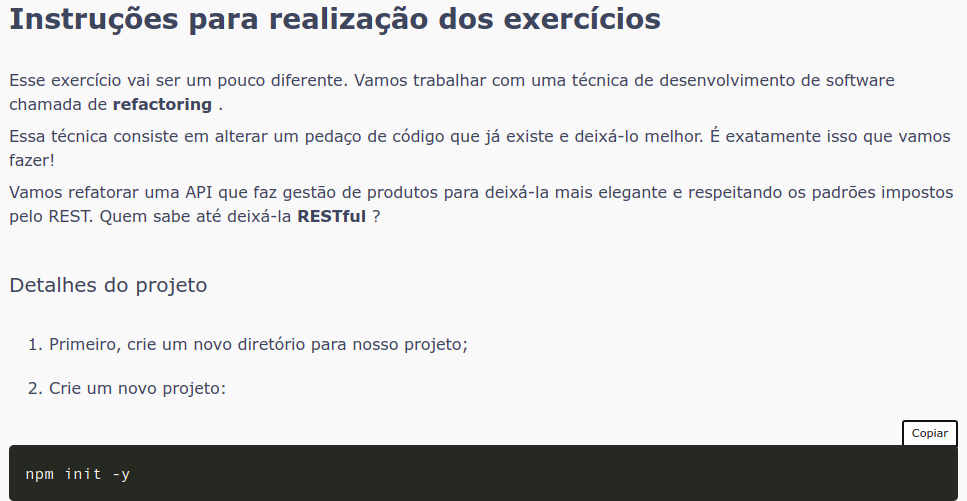 Instruções para realização dos exercícios
Esse exercício vai ser um pouco diferente. Vamos trabalhar com uma técnica de desenvolvimento de software
chamada de refactoring .
Essa técnica consiste em alterar um pedaço de código que já existe e deixá-lo melhor. É exatamente isso que vamos
fazer!
Vamos refatorar uma API que faz gestão de produtos para deixá-la mais elegante e respeitando os padrões impostos
pelo REST. Quem sabe até deixá-la RESTful ?
Detalhes do projeto
1. Primeiro, crie um novo diretório para nosso projeto;
2. Crie um novo projeto:
Copiar
npm init -y